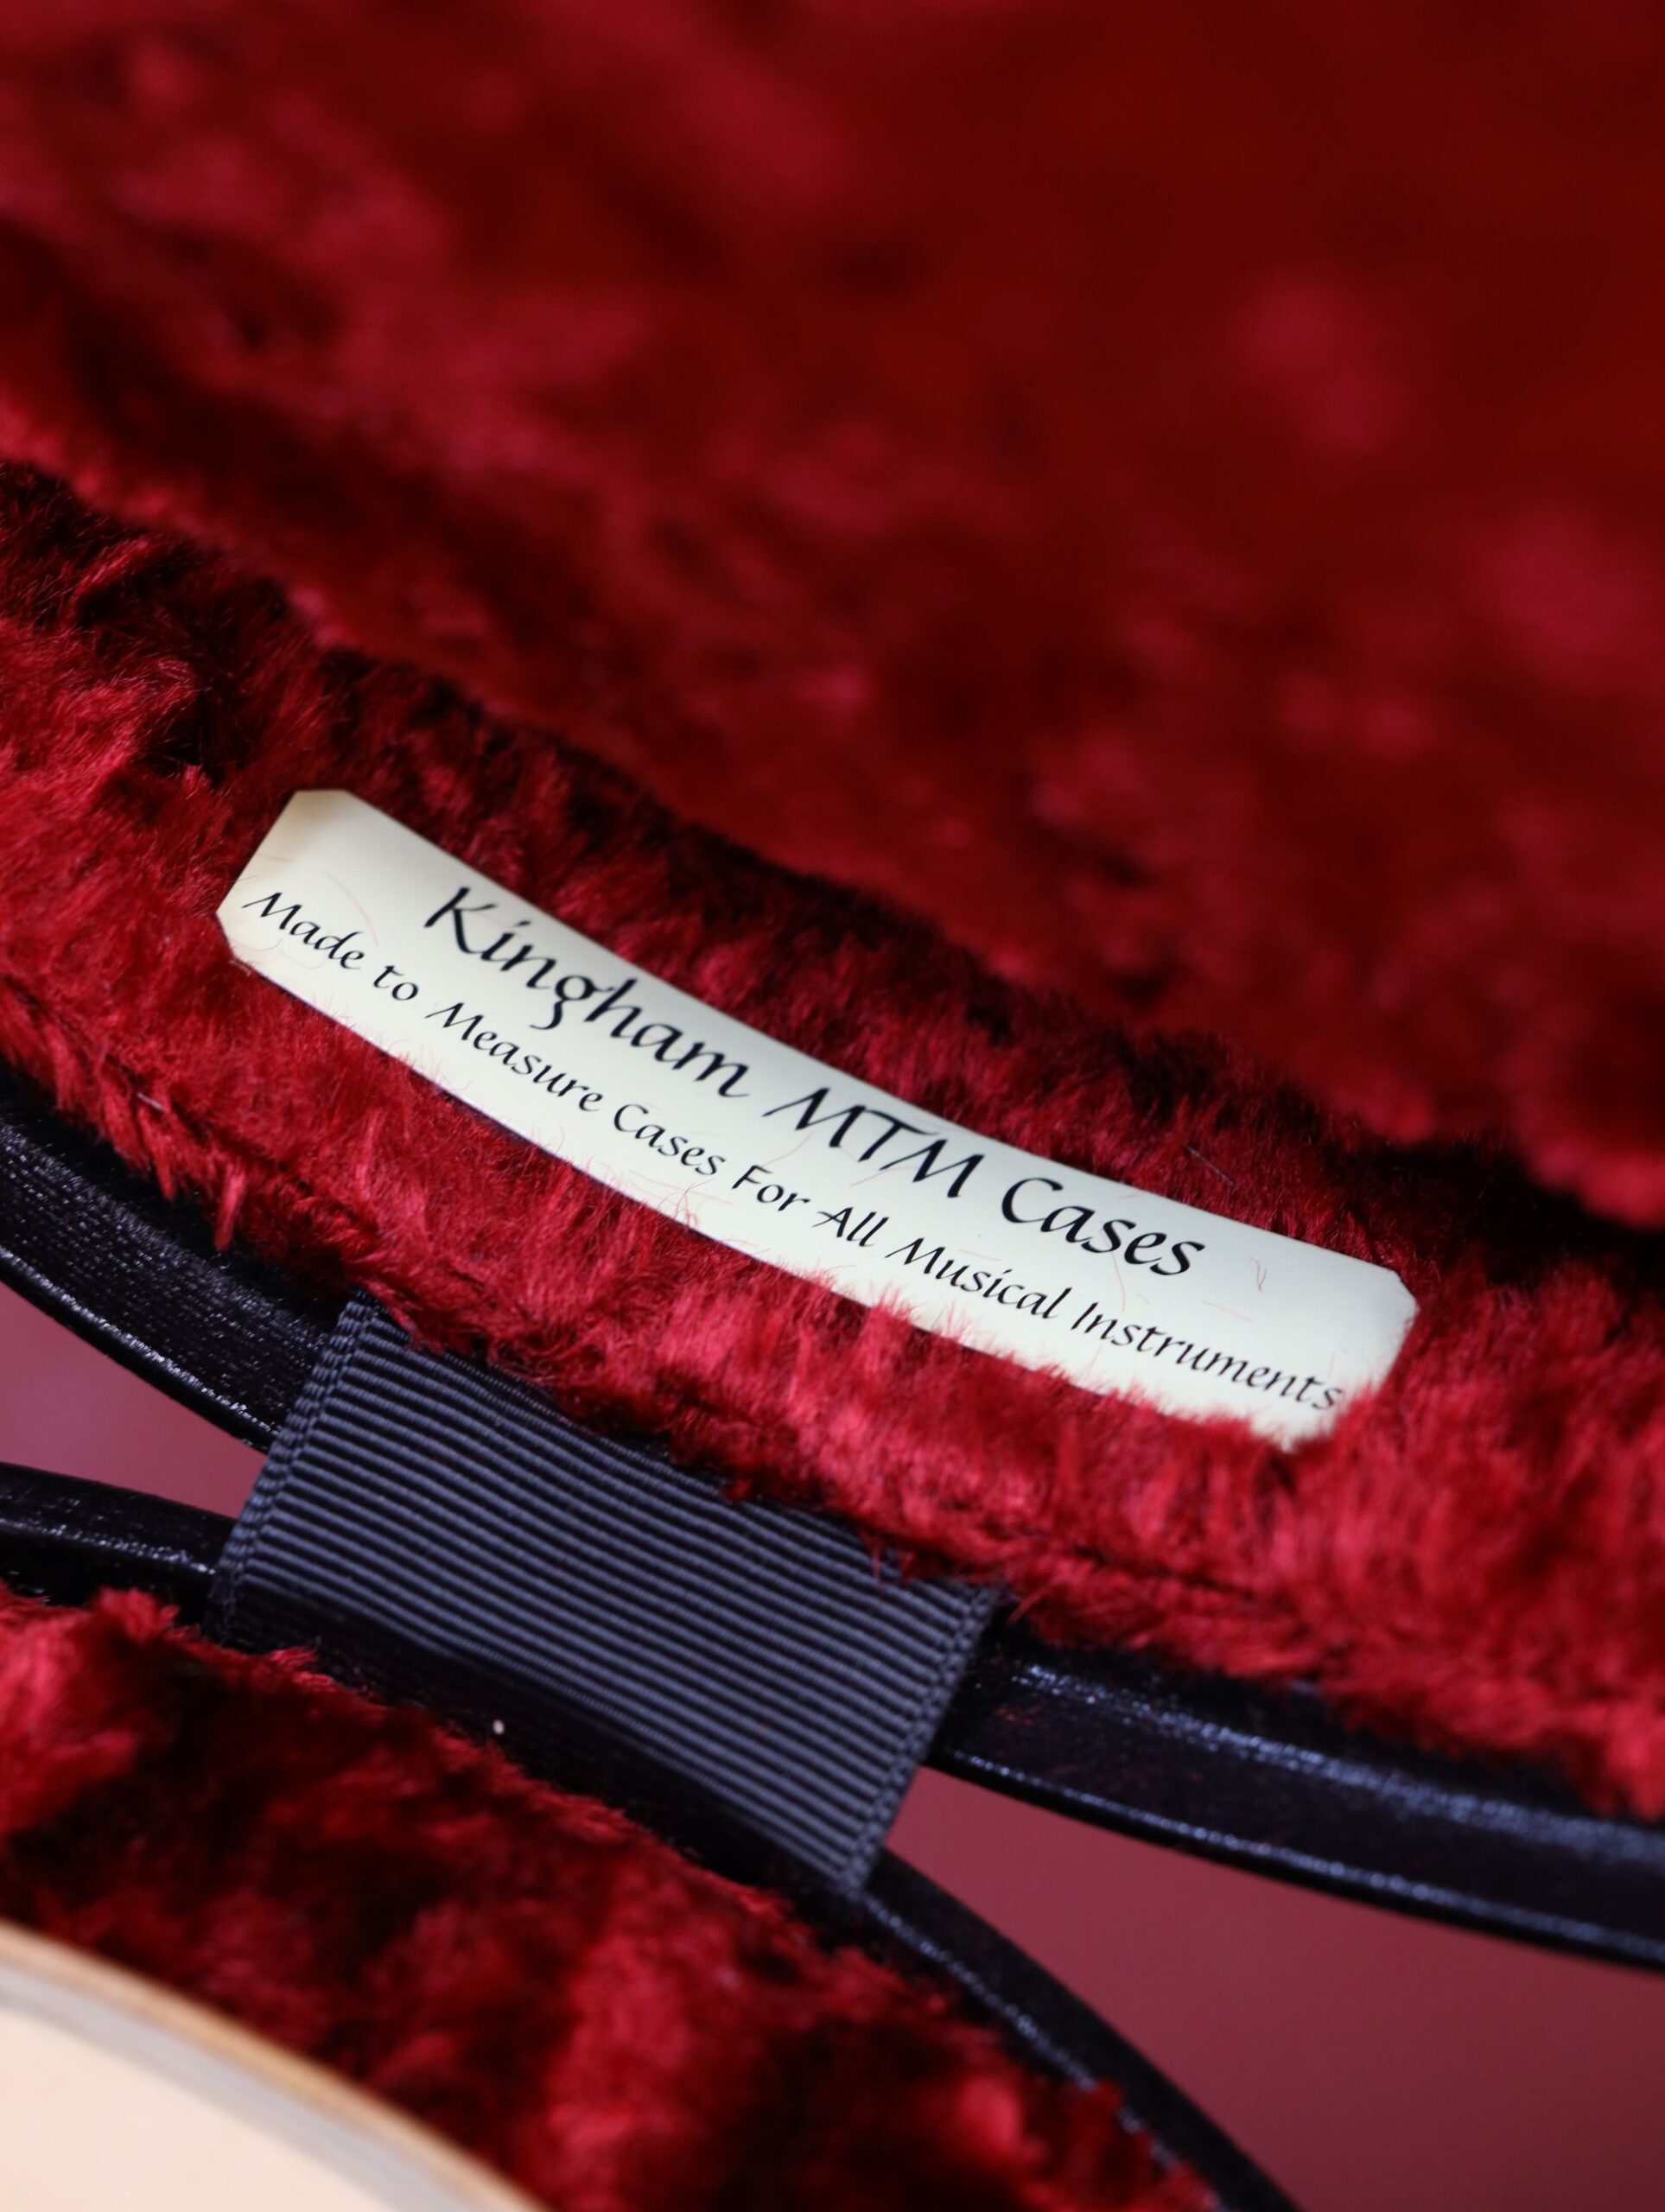 Kingham MTM Cases
Made to Measure Cases For All Musical Instruments